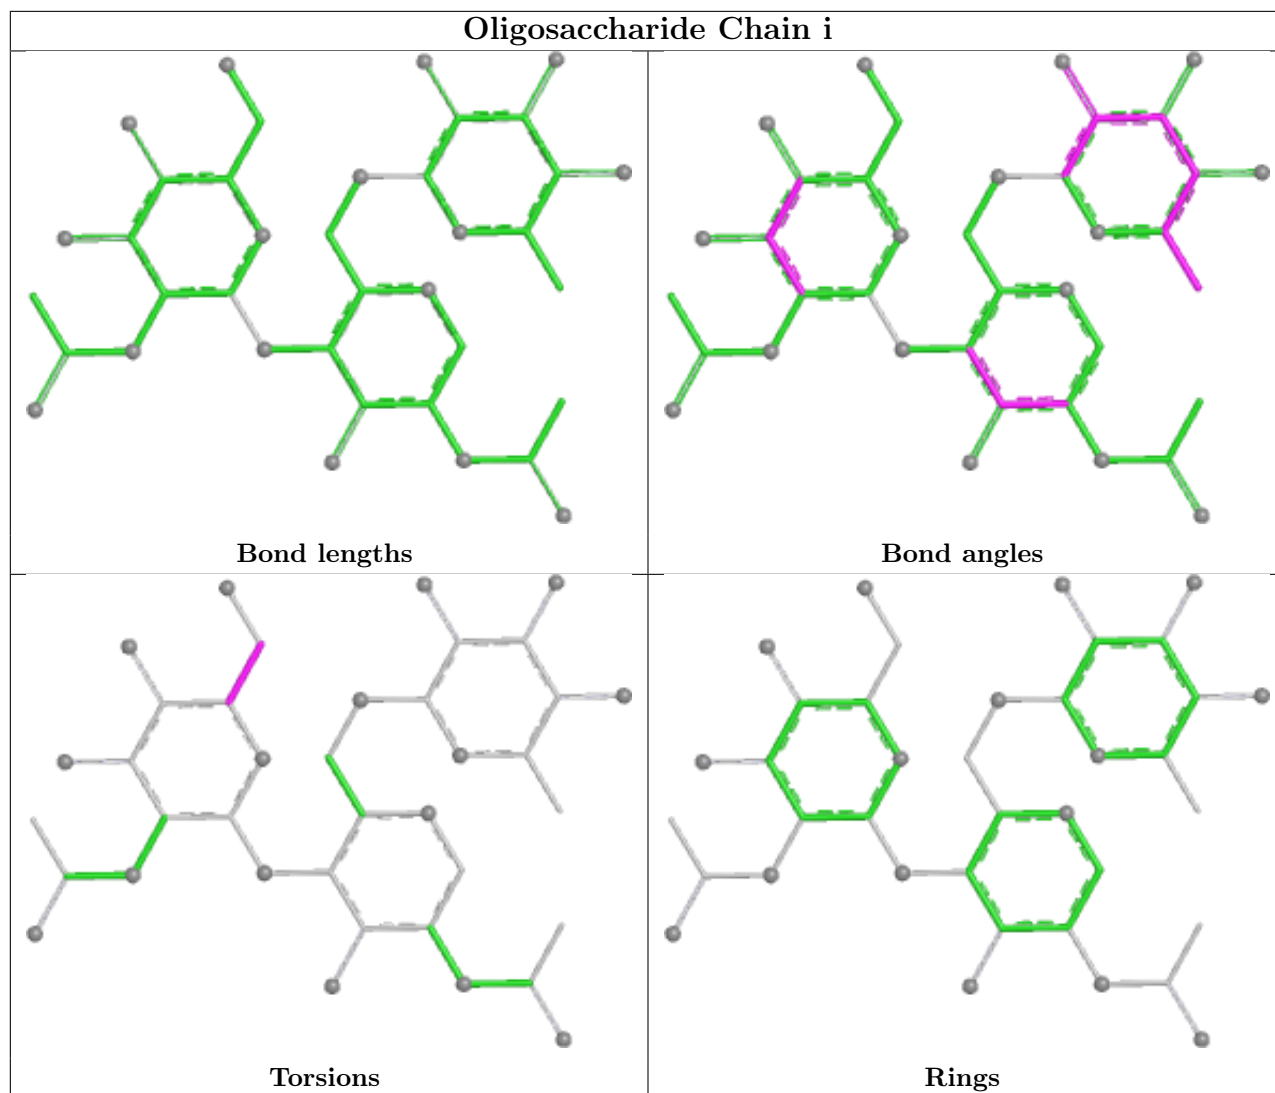 Oligosaccharide Chain i
Bond lengths
Bond angles
Torsions
Rings